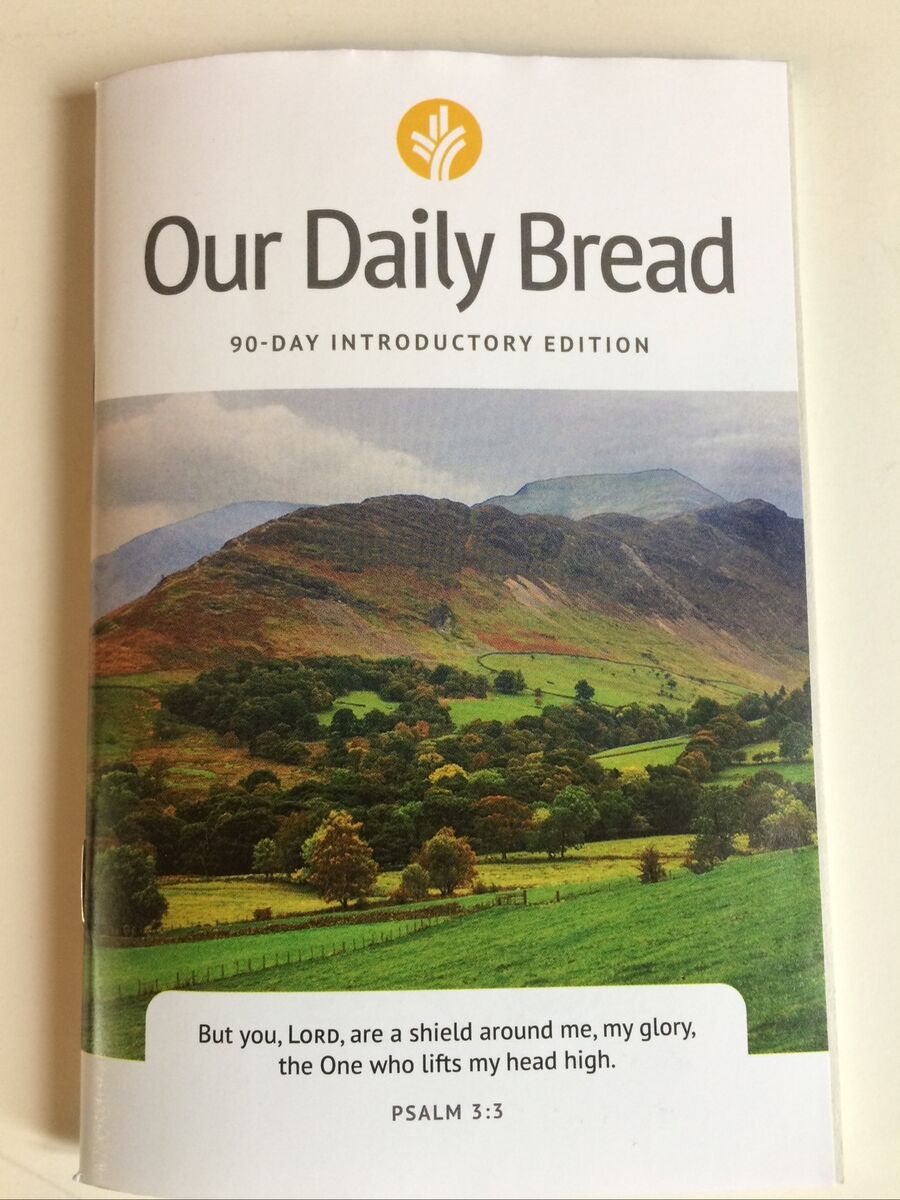 Our Daily Bread
90-DAY INTRODUCTORY EDITION
But you, LORD, are a shield around me, my glory,
the One who lifts my head high.
PSALM 3:3